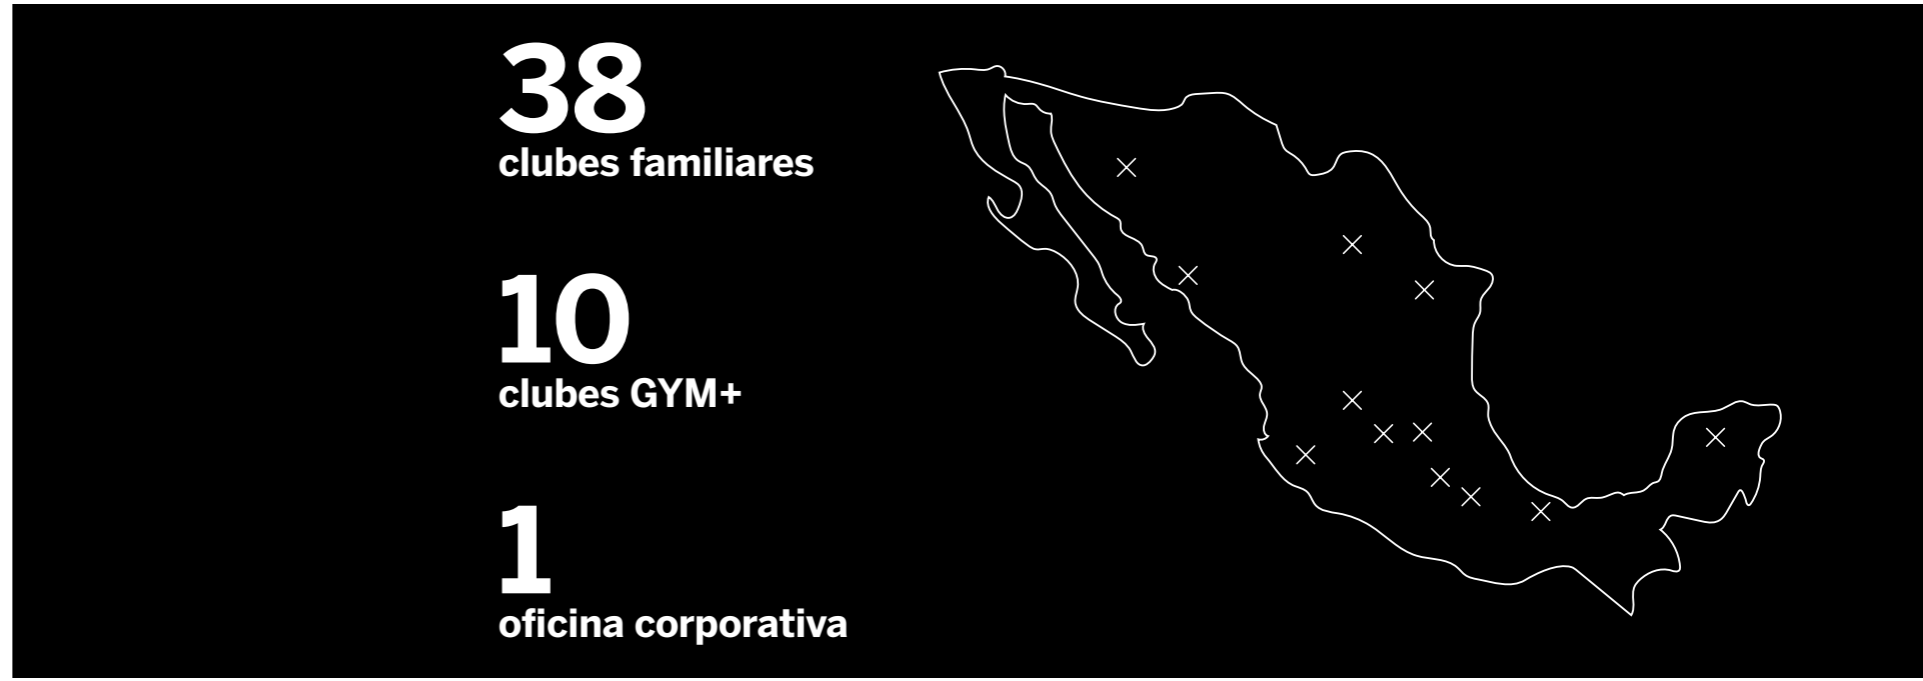 38
clubes familiares
10
clubes GYM+
1
oficina corporativa